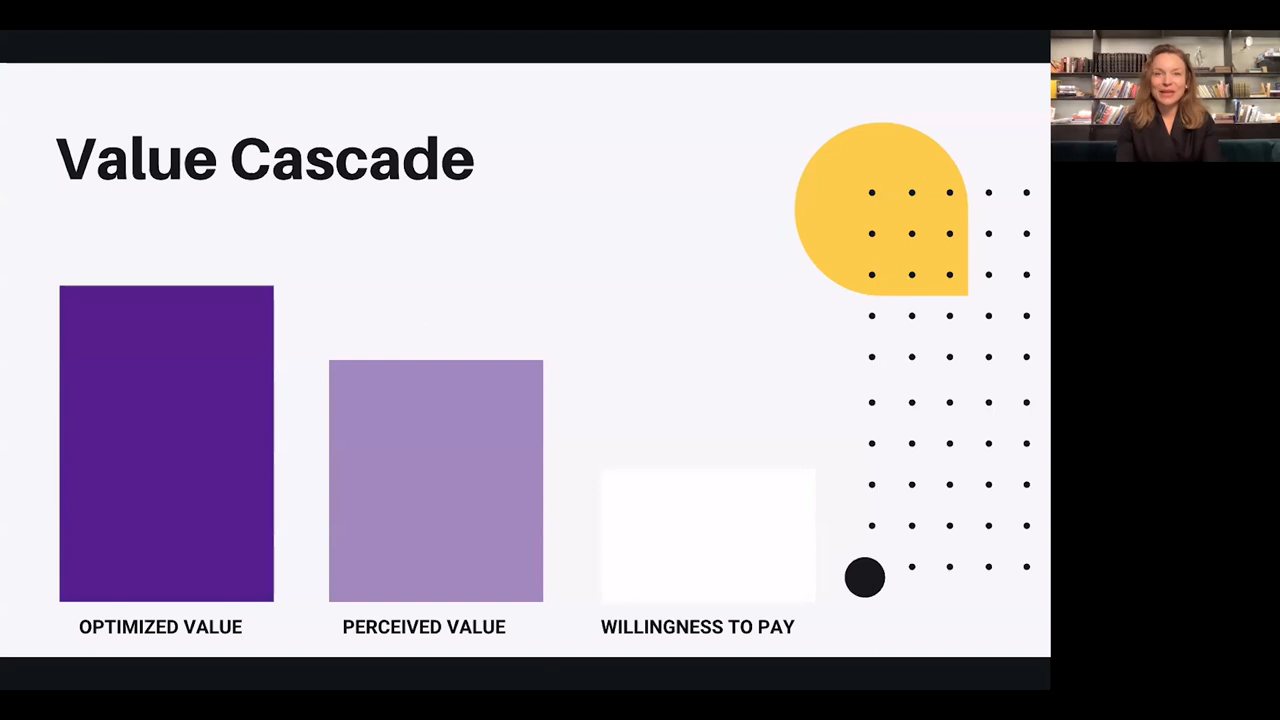 Value Cascade
OPTIMIZED VALUE
PERCEIVED VALUE
WILLINGNESS TO PAY